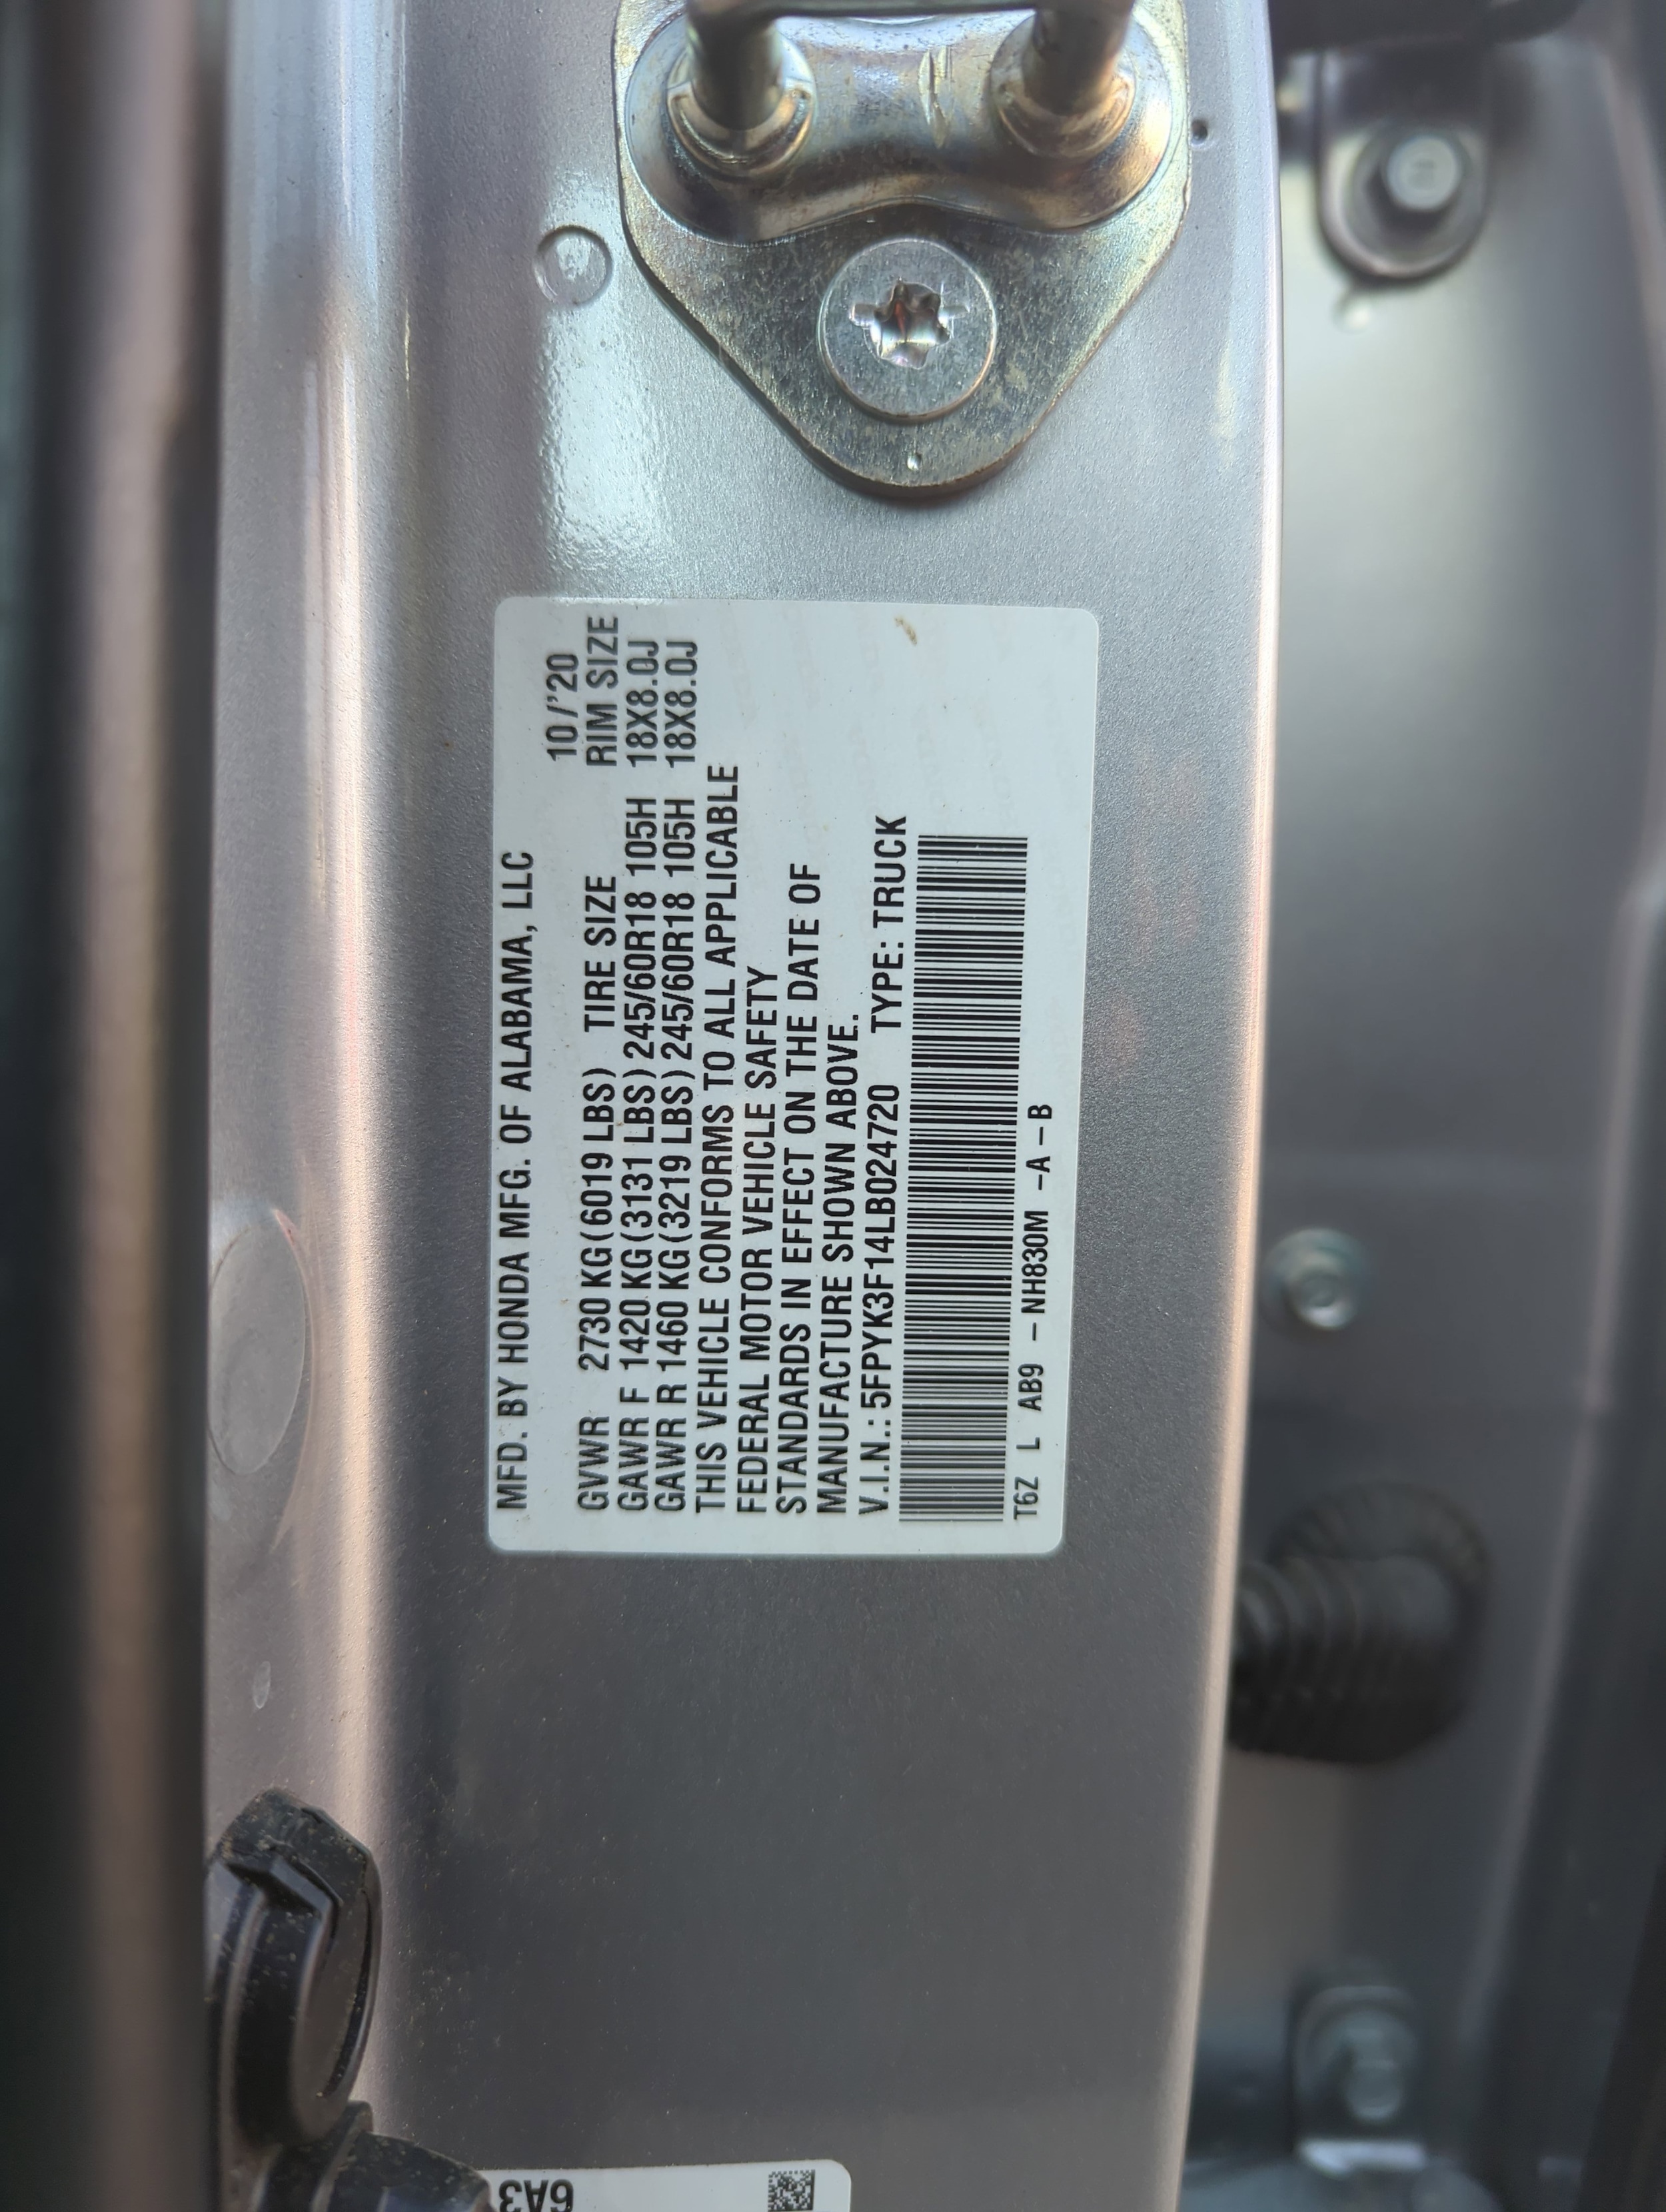 MFD. BY HONDA MFG. OF ALABAMA, LLC
10/'20
GVWR 2730 KG(6019 LBS) TIRE SIZE RIM SIZE
GAWR F 1420 KG(3131 LBS) 245/60R18 105H 18X8.0J
GAWR R 1460 KG(3219 LBS) 245/60R18 105H 18X8.0J
THIS VEHICLE CONFORMS TO ALL APPLICABLE
FEDERAL MOTOR VEHICLE SAFETY
STANDARDS IN EFFECT ON THE DATE OF
MANUFACTURE SHOWN ABOVE.
V.I.N.: 5FPYK3F14LB024720 TYPE: TRUCK
T6Z L AB9 - NH830M - A - B
6A3